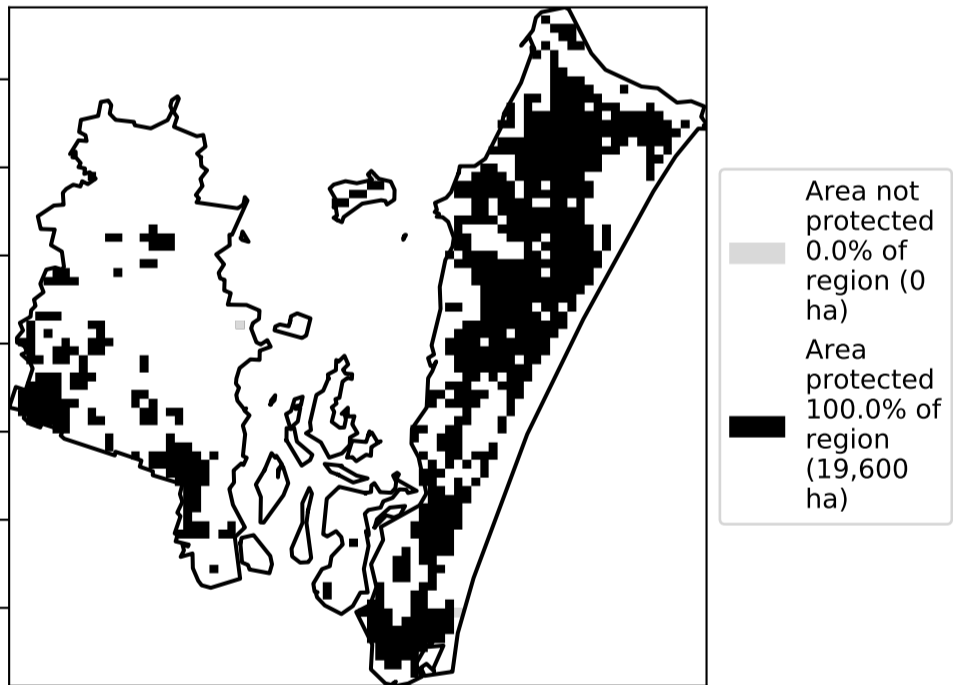 Area not
protected
0.0% of
region (0
ha)
Area
protected
100.0% of
region
(19,600
ha)